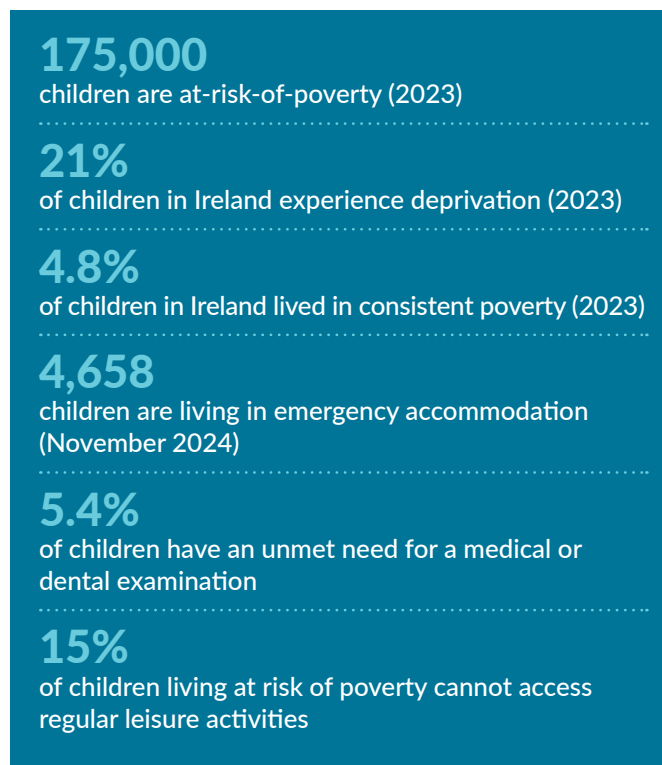 175,000
children are at-risk-of-poverty (2023)
21%
of children in Ireland experience deprivation (2023)
4.8%
of children in Ireland lived in consistent poverty (2023)
4,658
children are living in emergency accommodation
(November 2024)
5.4%
of children have an unmet need for a medical or
dental examination
15%
of children living at risk of poverty cannot access
regular leisure activities